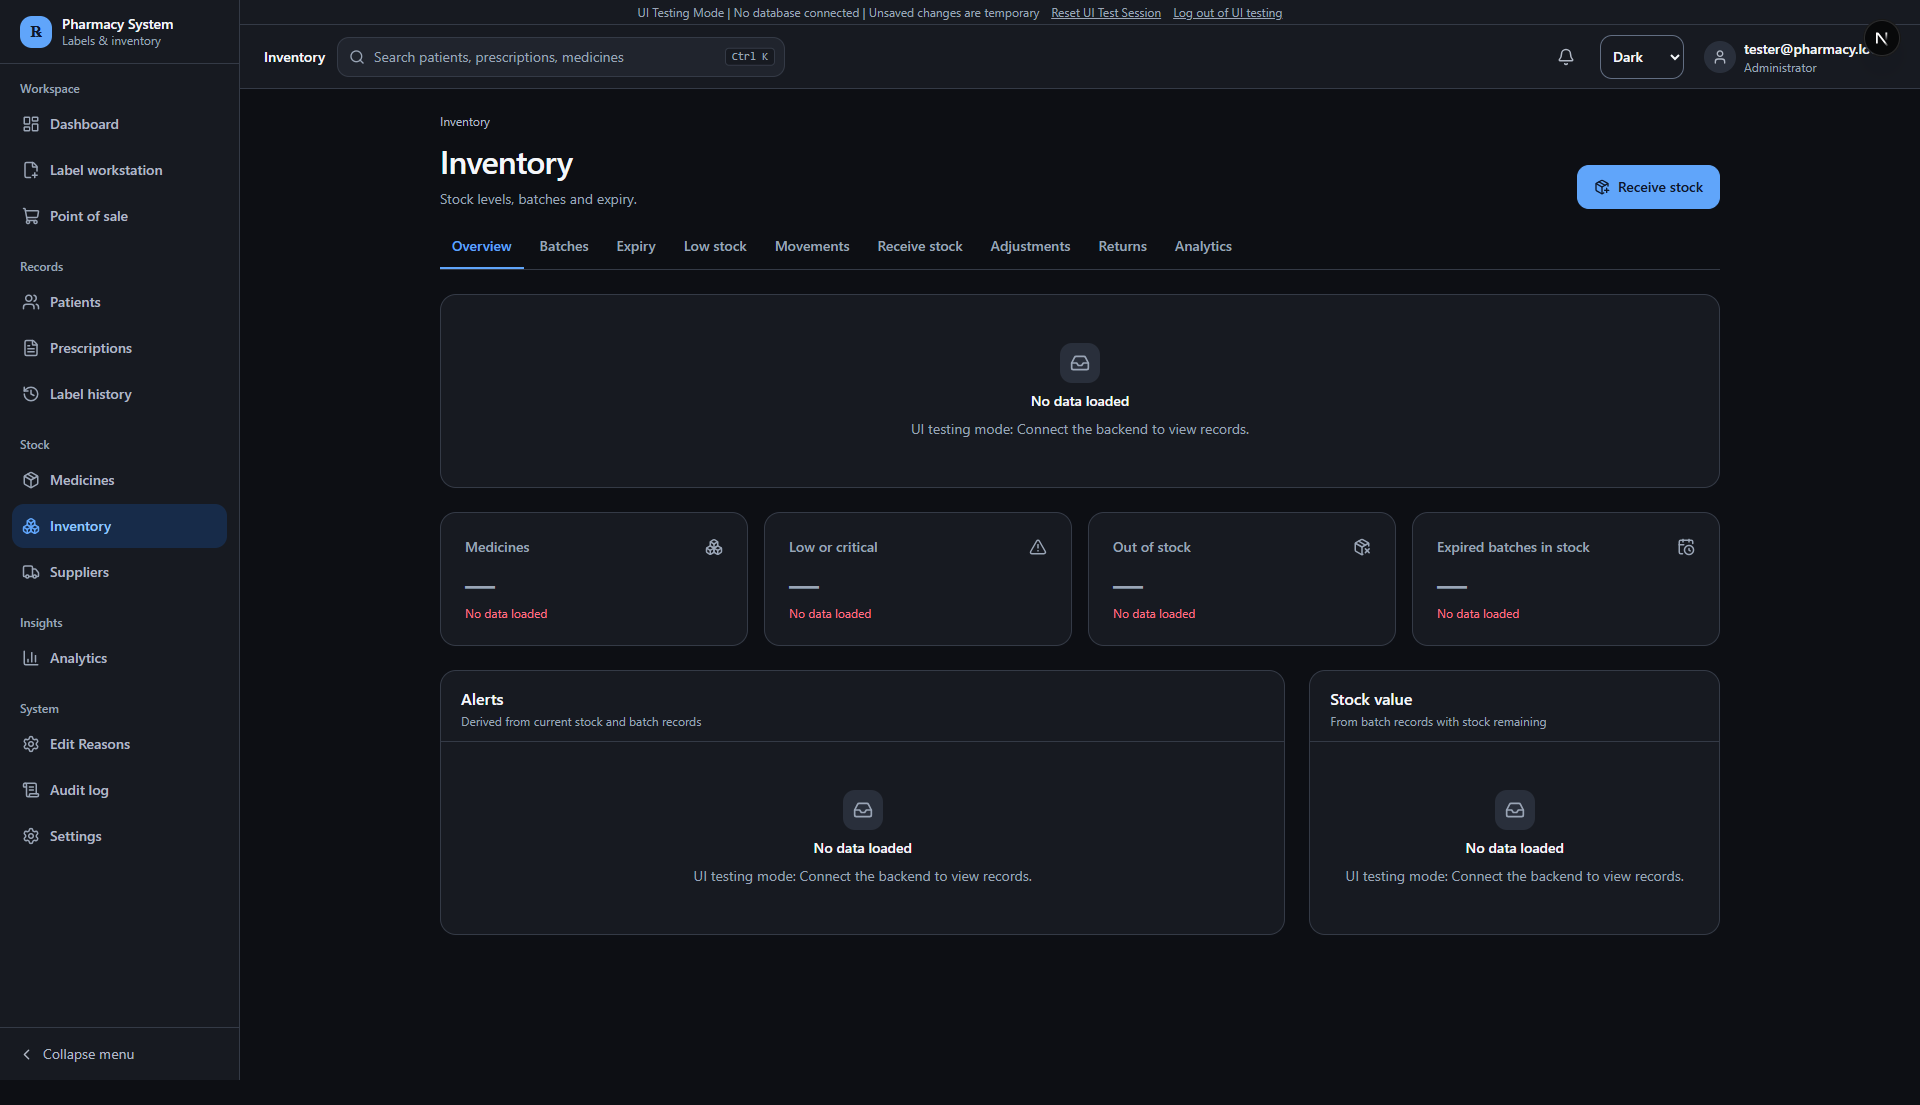 UI Testing Mode | No database connected | Unsaved changes are temporary Reset UI Test Session Log out of UI testing
R
Pharmacy System
Labels & inventory
Workspace
Dashboard
Label workstation
Point of sale
Records
Patients
Prescriptions
Label history
Stock
Medicines
Inventory
Suppliers
Insights
Analytics
System
Edit Reasons
Audit log
Settings
Collapse menu
Inventory
Search patients, prescriptions, medicines
Ctrl K
Dark
tester@pharmacy.
Administrator
N
Inventory
Inventory
Stock levels, batches and expiry.
Receive stock
Overview Batches Expiry Low stock Movements Receive stock Adjustments Returns Analytics
No data loaded
UI testing mode: Connect the backend to view records.
Medicines
—
No data loaded
Low or critical
—
No data loaded
Out of stock
—
No data loaded
Expired batches in stock
—
No data loaded
Alerts
Derived from current stock and batch records
No data loaded
UI testing mode: Connect the backend to view records.
Stock value
From batch records with stock remaining
No data loaded
UI testing mode: Connect the backend to view records.